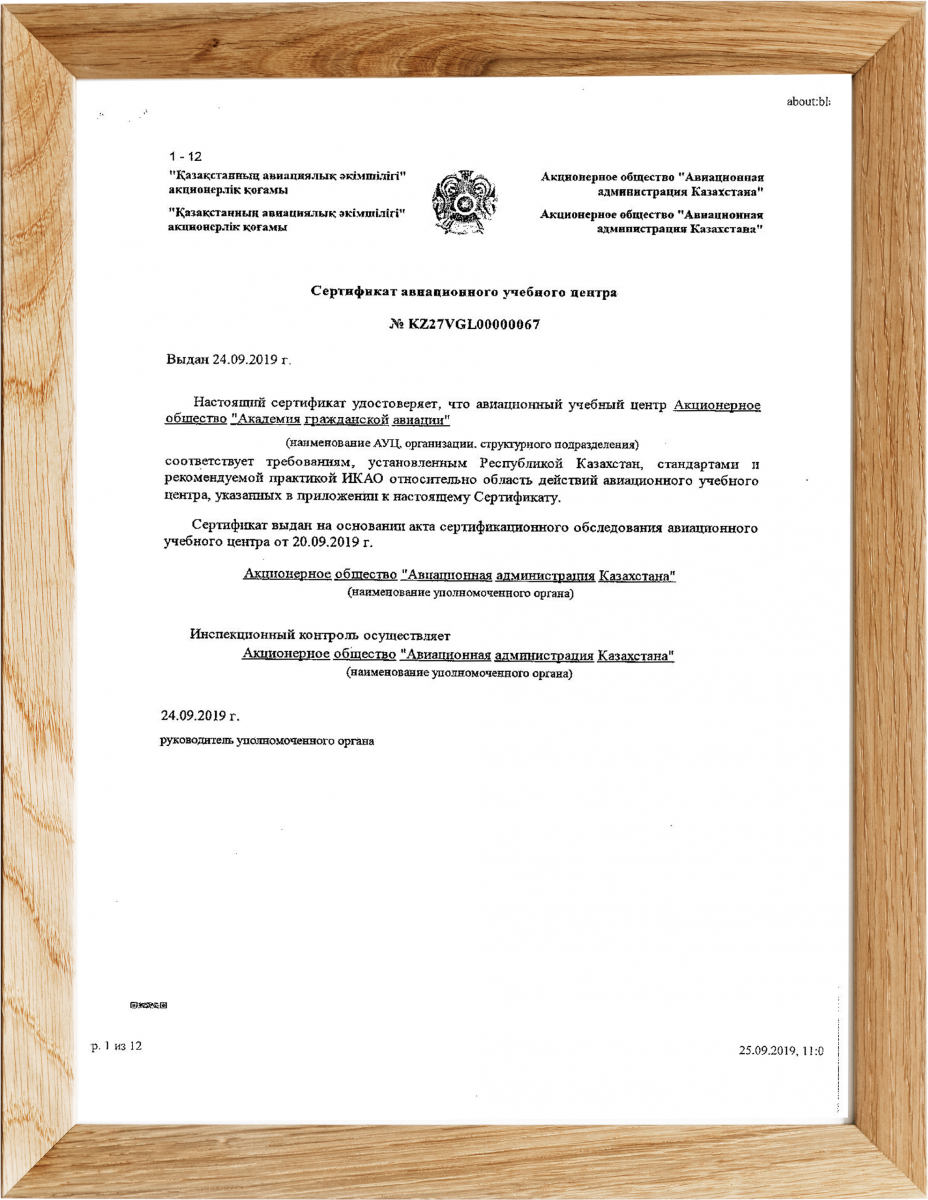 about:bl
1 - 12
"Қазақстанның авиациялық әкімшілігі"
акционерлік қоғамы
"Қазақстанның авиациялық әкімшілігі"
акционерлік қоғамы
Акционерное общество "Авиационная
администрация Казахстана"
Акционерное общество "Авиационная
администрация Казахстана"
Сертификат авиационного учебного центра
№ KZ27VGL00000067
Выдан 24.09.2019 г.
Настоящий сертификат удостоверяет, что авиационный учебный центр Акционерное
общество "Академия гражданской авиации"
(наименование АУЦ, организации. структурного подразделения)
соответствует требованиям, установленным Республикой Казахстан, стандартами и
рекомендуемой практикой ИКАО относительно область действий авиационного учебного
центра, указанных в приложении к настоящему Сертификату.
Сертификат выдан на основании акта сертификационного обследования авиационного
учебного центра от 20.09.2019 г.
Акционерное общество "Авиационная администрация Казахстана"
(наименование уполномоченного органа)
Инспекционный контроль осуществляет
Акционерное общество "Авиационная администрация Казахстана"
(наименование уполномоченного органа)
24.09.2019 г.
руководитель уполномоченного органа
р. 1 из 12
25.09.2019, 11:0